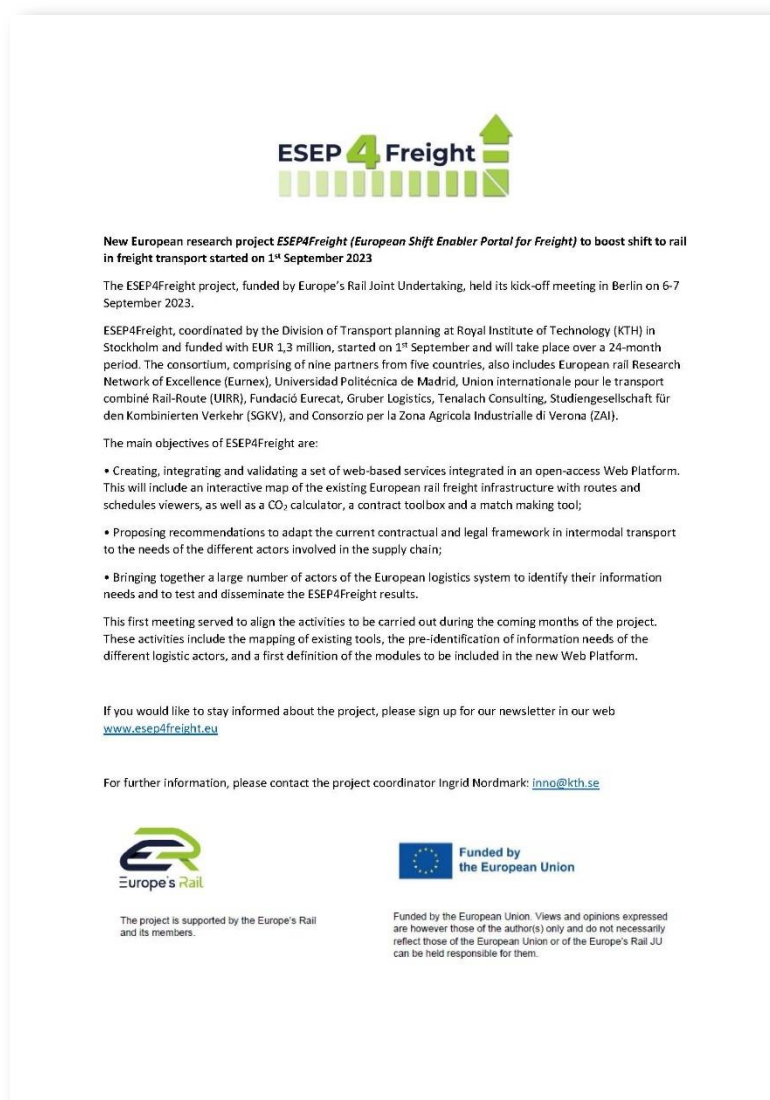 ESEP 4 Freight
New European research project ESEP4Freight (European Shift Enabler Portal for Freight) to boost shift to rail
in freight transport started on 1st September 2023
The ESEP4Freight project, funded by Europe's Rail Joint Undertaking, held its kick-off meeting in Berlin on 6-7
September 2023.
ESEP4Freight, coordinated by the Division of Transport planning at Royal Institute of Technology (KTH) in
Stockholm and funded with EUR 1,3 million, started on 1st September and will take place over a 24-month
period. The consortium, comprising of nine partners from five countries, also includes European rail Research
Network of Excellence (Eurnex), Universidad Politécnica de Madrid, Union internationale pour le transport
combiné Rail-Route (UIRR), Fundació Eurecat, Gruber Logistics, Tenalach Consulting, Studiengesellschaft für
den Kombinierten Verkehr (SGKV), and Consorzio per la Zona Agricola Industrialle di Verona (ZAI).
The main objectives of ESEP4Freight are:
• Creating, integrating and validating a set of web-based services integrated in an open-access Web Platform.
This will include an interactive map of the existing European rail freight infrastructure with routes and
schedules viewers, as well as a CO₂ calculator, a contract toolbox and a match making tool;
• Proposing recommendations to adapt the current contractual and legal framework in intermodal transport
to the needs of the different actors involved in the supply chain;
• Bringing together a large number of actors of the European logistics system to identify their information
needs and to test and disseminate the ESEP4Freight results.
This first meeting served to align the activities to be carried out during the coming months of the project.
These activities include the mapping of existing tools, the pre-identification of information needs of the
different logistic actors, and a first definition of the modules to be included in the new Web Platform.
If you would like to stay informed about the project, please sign up for our newsletter in our web
www.esep4freight.eu
For further information, please contact the project coordinator Ingrid Nordmark: inno@kth.se
Europe's Rail
The project is supported by the Europe's Rail
and its members.
Funded by
the European Union
Funded by the European Union. Views and opinions expressed
are however those of the author(s) only and do not necessarily
reflect those of the European Union or of the Europe's Rail JU
can be held responsible for them.